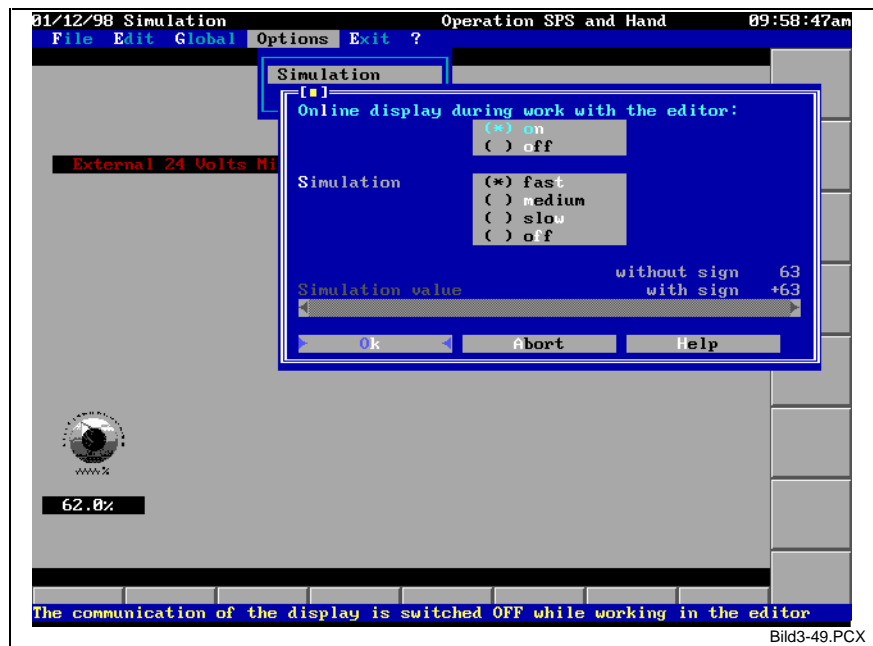 01/12/98 Simulation Operation SPS and Hand 09:58:47am
File Edit Global Options Exit ?
Simulation
[■]
Online display during work with the editor:
(*) on
( ) off
External 24 Volts Mi
Simulation (*) fast
( ) medium
( ) slow
( ) off
without sign 63
Simulation value with sign +63
Ok Abort Help
%
62.0%
The communication of the display is switched OFF while working in the editor
Bild3-49.PCX